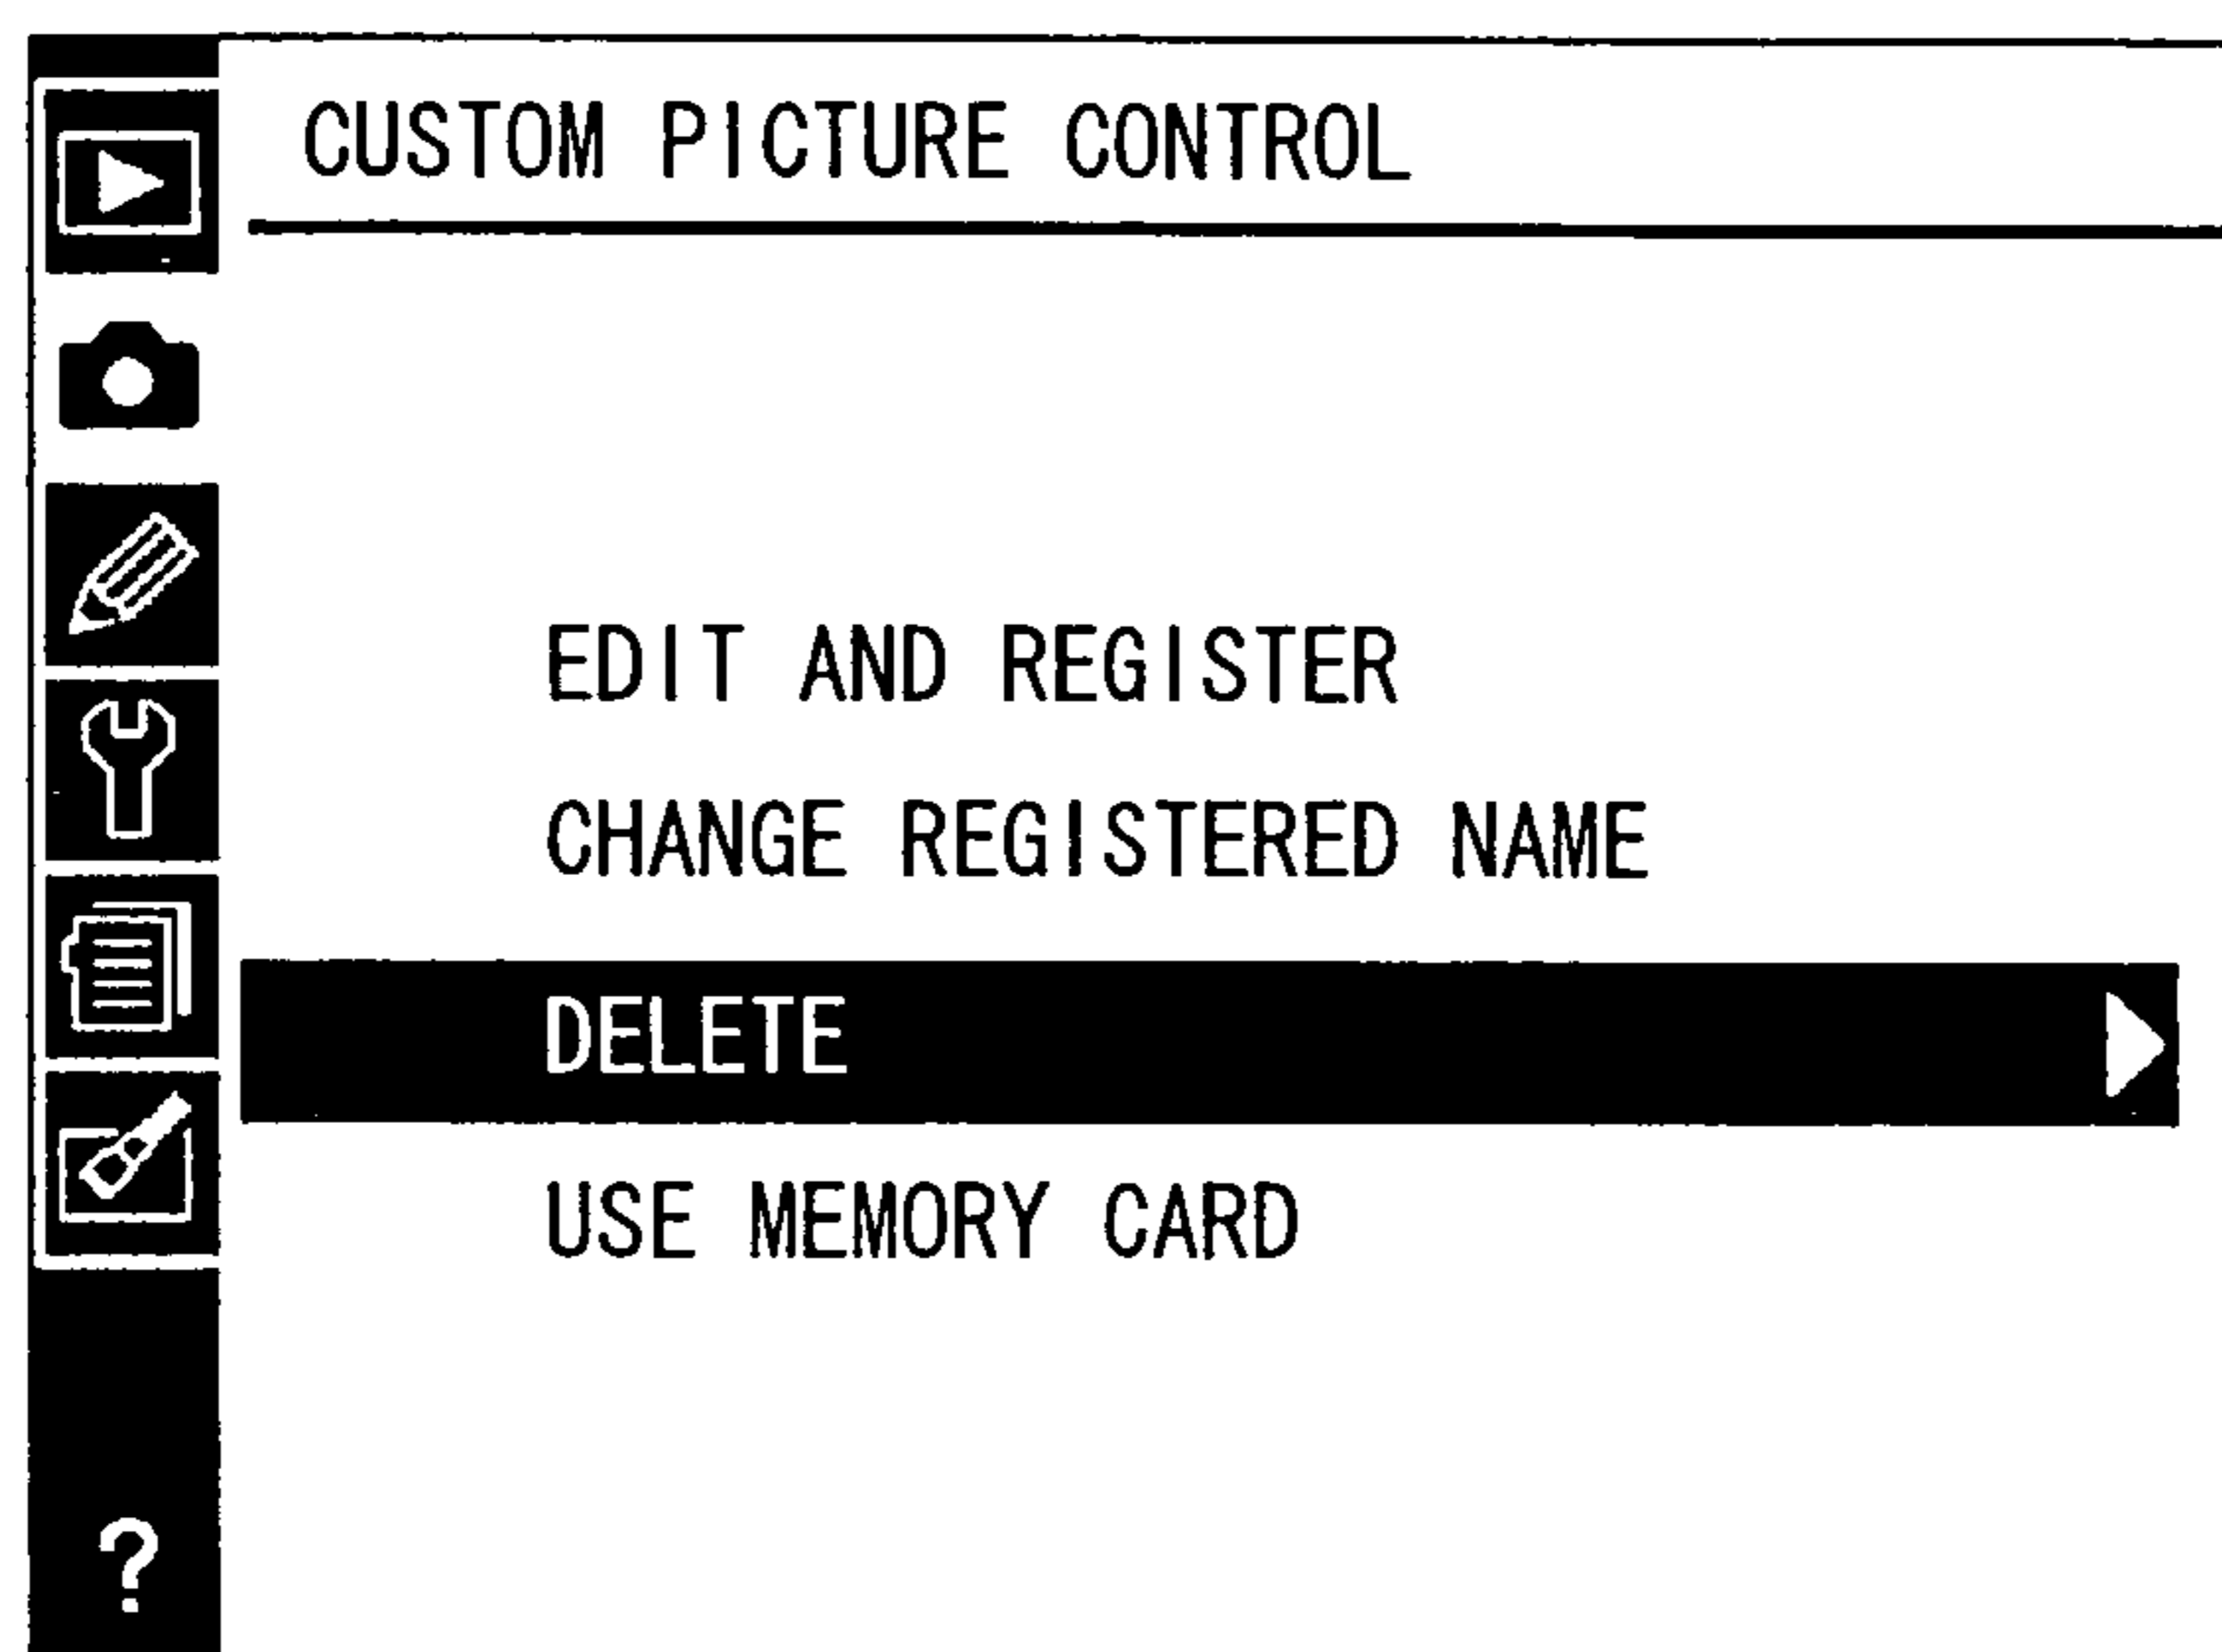 CUSTOM PICTURE CONTROL
EDIT AND REGISTER
CHANGE REGISTERED NAME
DELETE
USE MEMORY CARD
?